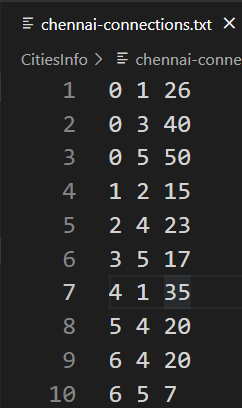 chennai-connections.txt ×
CitiesInfo > chennai-conne
1 0 1 26
2 0 3 40
3 0 5 50
4 1 2 15
5 2 4 23
6 3 5 17
7 4 1 35
8 5 4 20
9 6 4 20
10 6 5 7